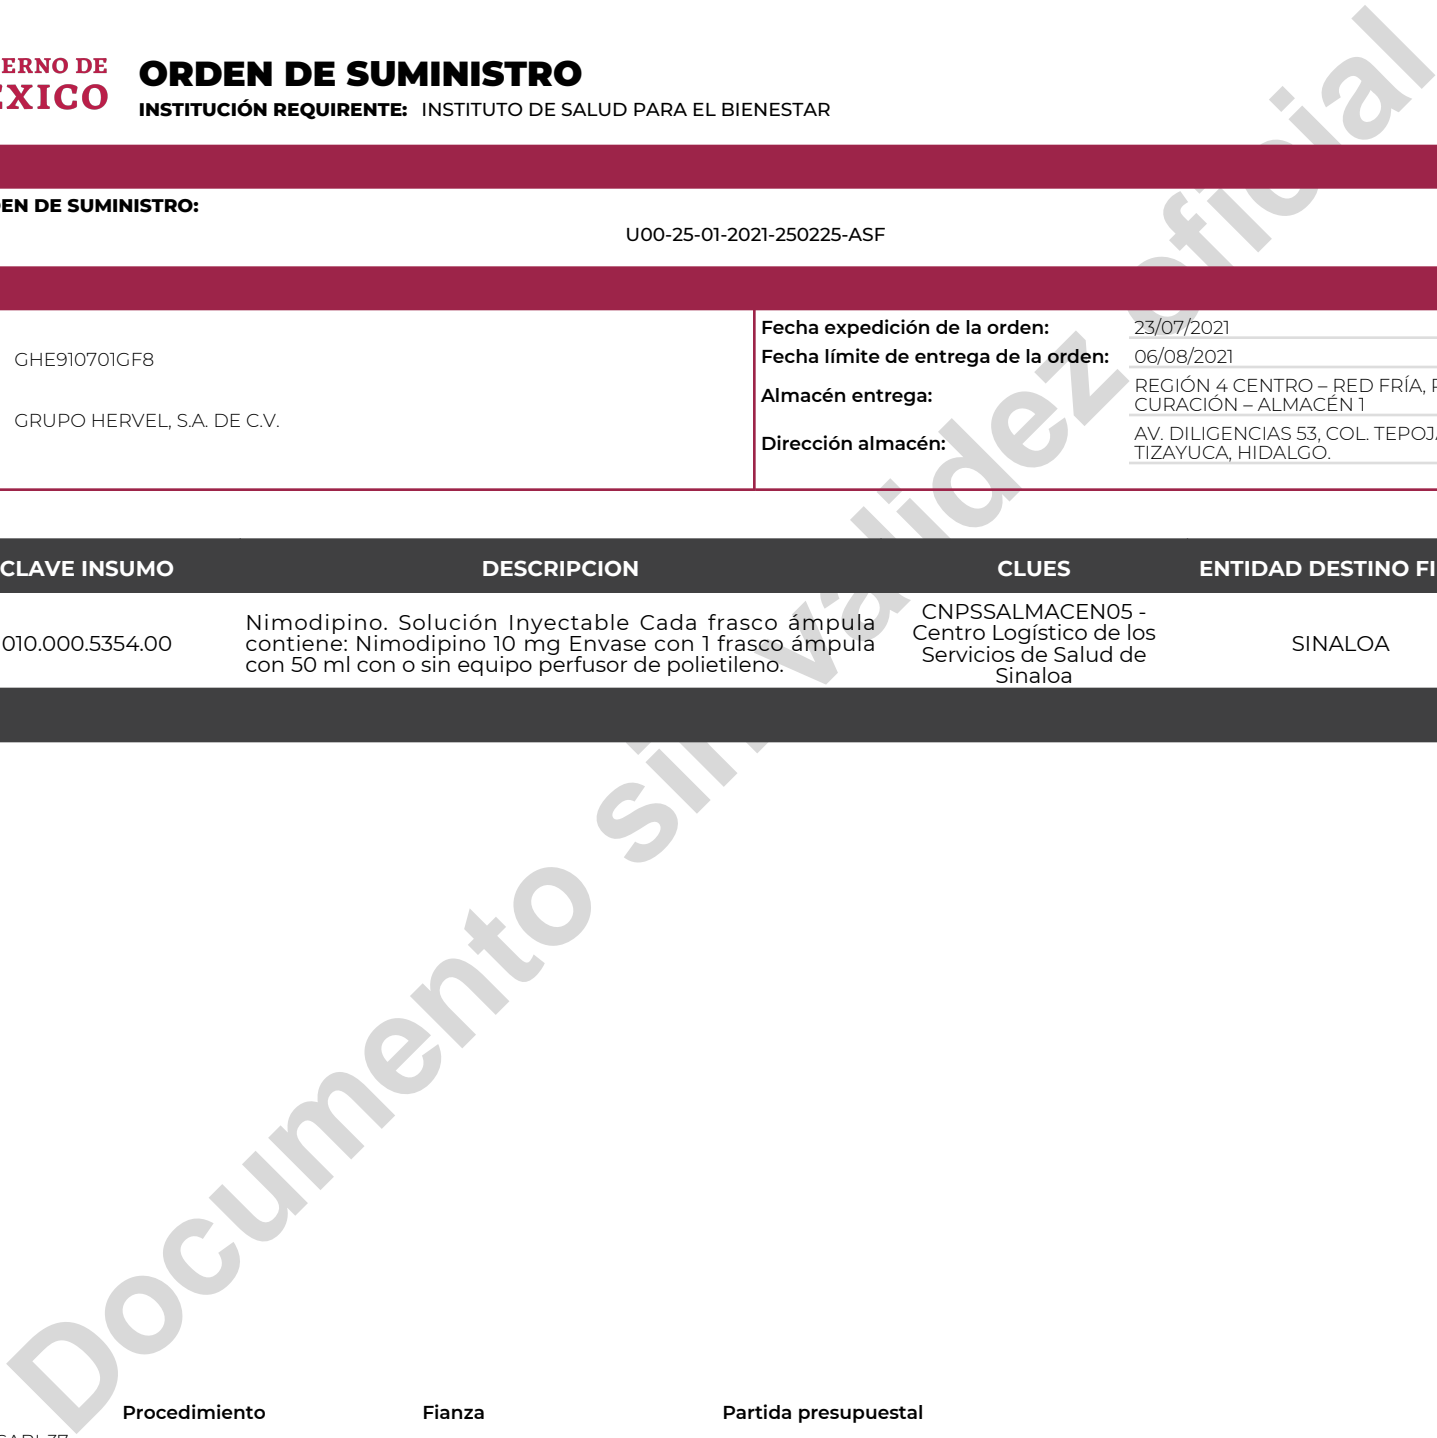 ERNO DE
ÉXICO
ORDEN DE SUMINISTRO
INSTITUCIÓN REQUIRENTE: INSTITUTO DE SALUD PARA EL BIENESTAR
EN DE SUMINISTRO:
U00-25-01-2021-250225-ASF
GHE910701GF8
GRUPO HERVEL, S.A. DE C.V.
Fecha expedición de la orden: 23/07/2021
Fecha límite de entrega de la orden: 06/08/2021
Almacén entrega: REGIÓN 4 CENTRO – RED FRÍA,
CURACIÓN – ALMACÉN 1
Dirección almacén: AV. DILIGENCIAS 53, COL. TEPOJA
TIZAYUCA, HIDALGO.
CLAVE INSUMO DESCRIPCION CLUES ENTIDAD DESTINO FI
010.000.5354.00
Nimodipino. Solución Inyectable Cada frasco ámpula
contiene: Nimodipino 10 mg Envase con 1 frasco ámpula
con 50 ml con o sin equipo perfusor de polietileno.
CNPSSALMACEN05 -
Centro Logístico de los
Servicios de Salud de
Sinaloa
SINALOA
Documento sin validez oficial
Procedimiento Fianza Partida presupuestal